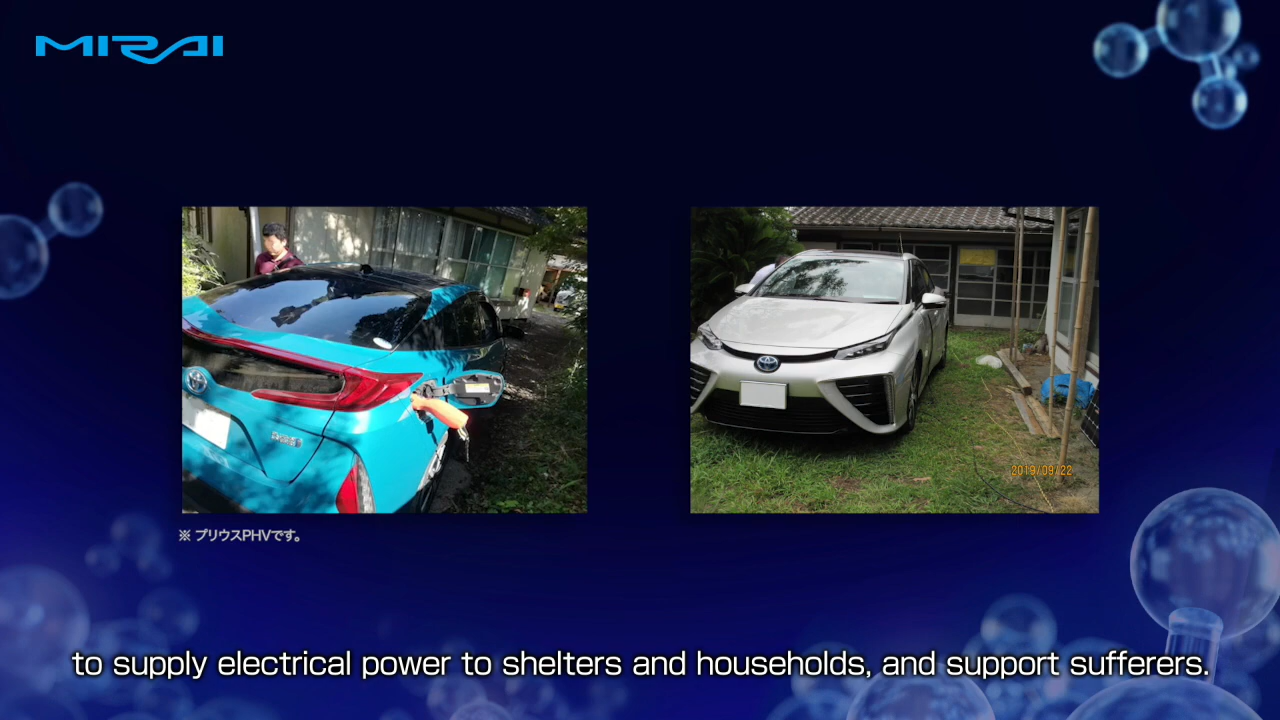 MIRAI
2019/09/22
※ プリウスPHVです。
to supply electrical power to shelters and households, and support sufferers.